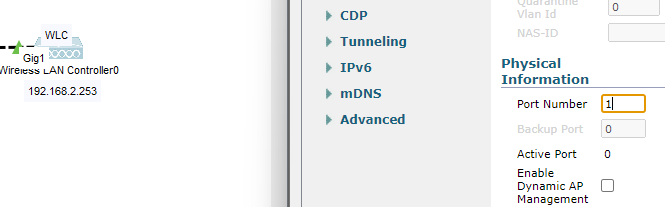 WLC
Gig1
Wireless LAN Controller0
192.168.2.253
CDP
Tunneling
IPv6
mDNS
Advanced
Quarantine
Vlan Id
0
NAS-ID
Physical
Information
Port Number 1
Backup Port 0
Active Port 0
Enable
Dynamic AP
Management